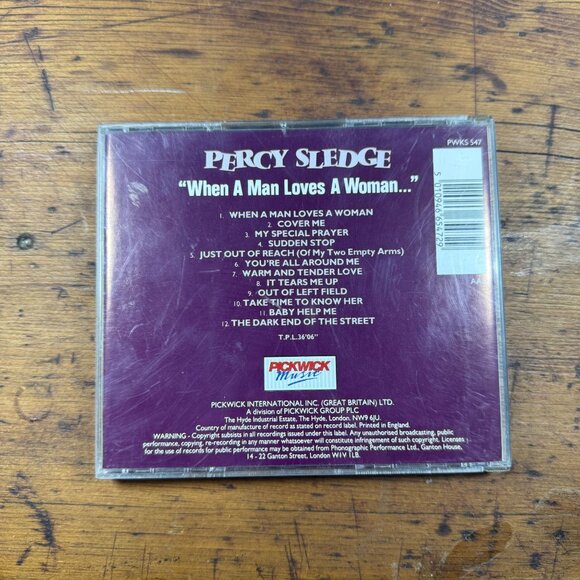 PWKS 547
PERCY SLEDGE
"When A Man Loves A Woman..."
1. WHEN A MAN LOVES A WOMAN
2. COVER ME
3. MY SPECIAL PRAYER
4. SUDDEN STOP
5. JUST OUT OF REACH (Of My Two Empty Arms)
6. YOU'RE ALL AROUND ME
7. WARM AND TENDER LOVE
8. IT TEARS ME UP
9. OUT OF LEFT FIELD
10. TAKE TIME TO KNOW HER
11. BABY HELP ME
12. THE DARK END OF THE STREET
T.P.L.36'06"
5 010946 654729
AA
PICKWICK
Music
PICKWICK INTERNATIONAL INC. (GREAT BRITAIN) LTD.
A division of PICKWICK GROUP PLC
The Hyde Industrial Estate, The Hyde, London. NW9 6JU.
Country of manufacture of record as stated on record label. Printed in England.
WARNING - Copyright subsists in all recordings issued under this label. Any unauthorised broadcasting, public
performance, copying, re-recording in any manner whatsoever will constitute infringement of such copyright. Licenses
for the use of records for public performance may be obtained from Phonographic Performance Ltd., Ganton House,
14 - 22 Ganton Street, London W1V 1LB.